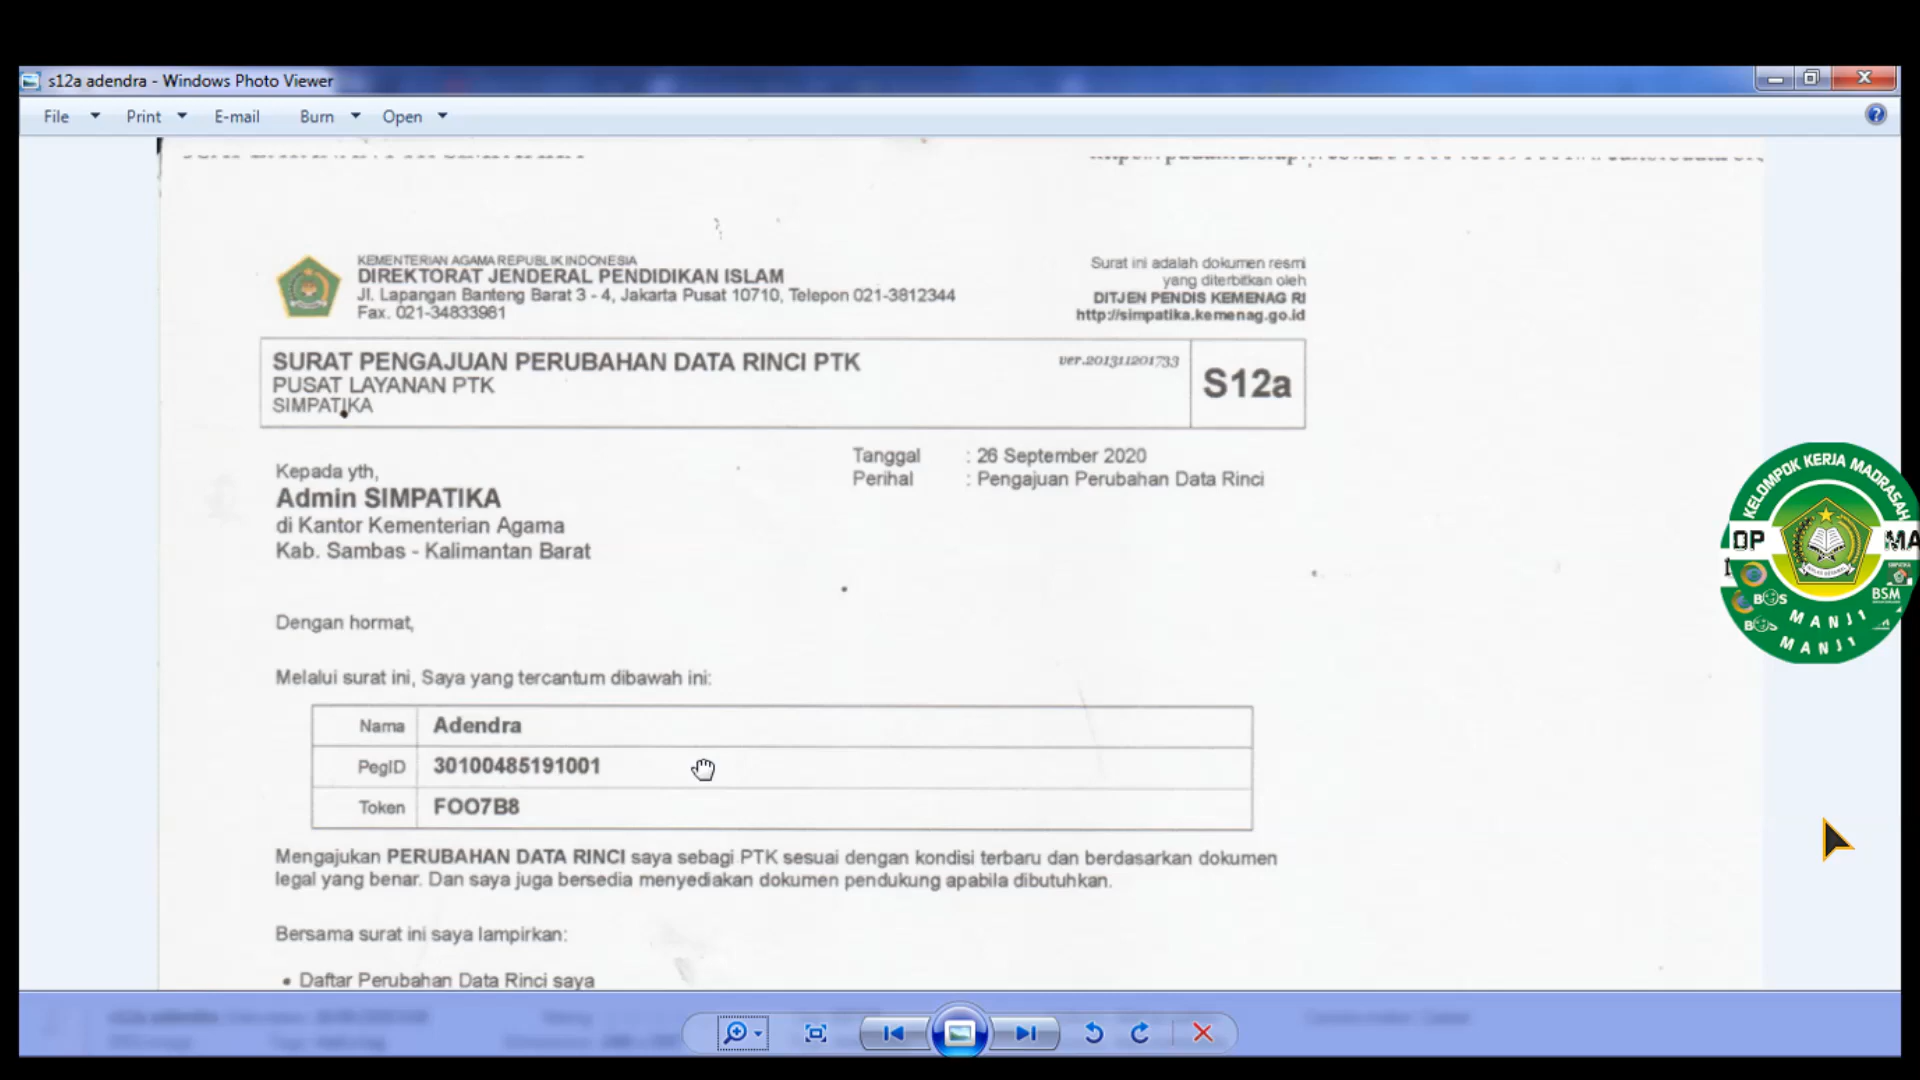 s12a adendra - Windows Photo Viewer
File Print E-mail Burn Open
KEMENTERIAN AGAMA REPUBLIK INDONESIA
DIREKTORAT JENDERAL PENDIDIKAN ISLAM
Jl. Lapangan Banteng Barat 3 - 4, Jakarta Pusat 10710, Telepon 021-3812344
Fax. 021-34833981
Surat ini adalah dokumen resmi
yang diterbitkan oleh
DITJEN PENDIS KEMENAG RI
http://simpatika.kemenag.go.id
SURAT PENGAJUAN PERUBAHAN DATA RINCI PTK
PUSAT LAYANAN PTK
SIMPATIKA
ver.201311201733
S12a
Tanggal : 26 September 2020
Perihal : Pengajuan Perubahan Data Rinci
Kepada yth,
Admin SIMPATIKA
di Kantor Kementerian Agama
Kab. Sambas - Kalimantan Barat
Dengan hormat,
Melalui surat ini, Saya yang tercantum dibawah ini:
Nama Adendra
PegID 30100485191001
Token FOO7B8
Mengajukan PERUBAHAN DATA RINCI saya sebagi PTK sesuai dengan kondisi terbaru dan berdasarkan dokumen
legal yang benar. Dan saya juga bersedia menyediakan dokumen pendukung apabila dibutuhkan.
Bersama surat ini saya lampirkan:
• Daftar Perubahan Data Rinci saya
KELOMPOK KERJA MADRASAH
OP MA
BOS BSM
MANJ1
MANJ1